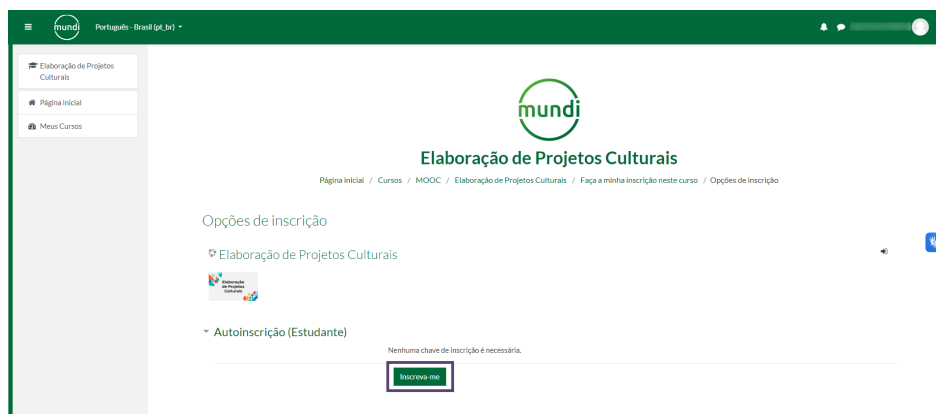 mundi
Português - Brasil (pt_br)
Elaboração de Projetos
Culturais
Página inicial
Meus Cursos
mundi
Elaboração de Projetos Culturais
Página inicial / Cursos / MOOC / Elaboração de Projetos Culturais / Faça a minha inscrição neste curso / Opções de inscrição
Opções de inscrição
Elaboração de Projetos Culturais
Elaboração
de Projetos
Culturais
Autoinscrição (Estudante)
Nenhuma chave de inscrição é necessária.
Inscreva-me